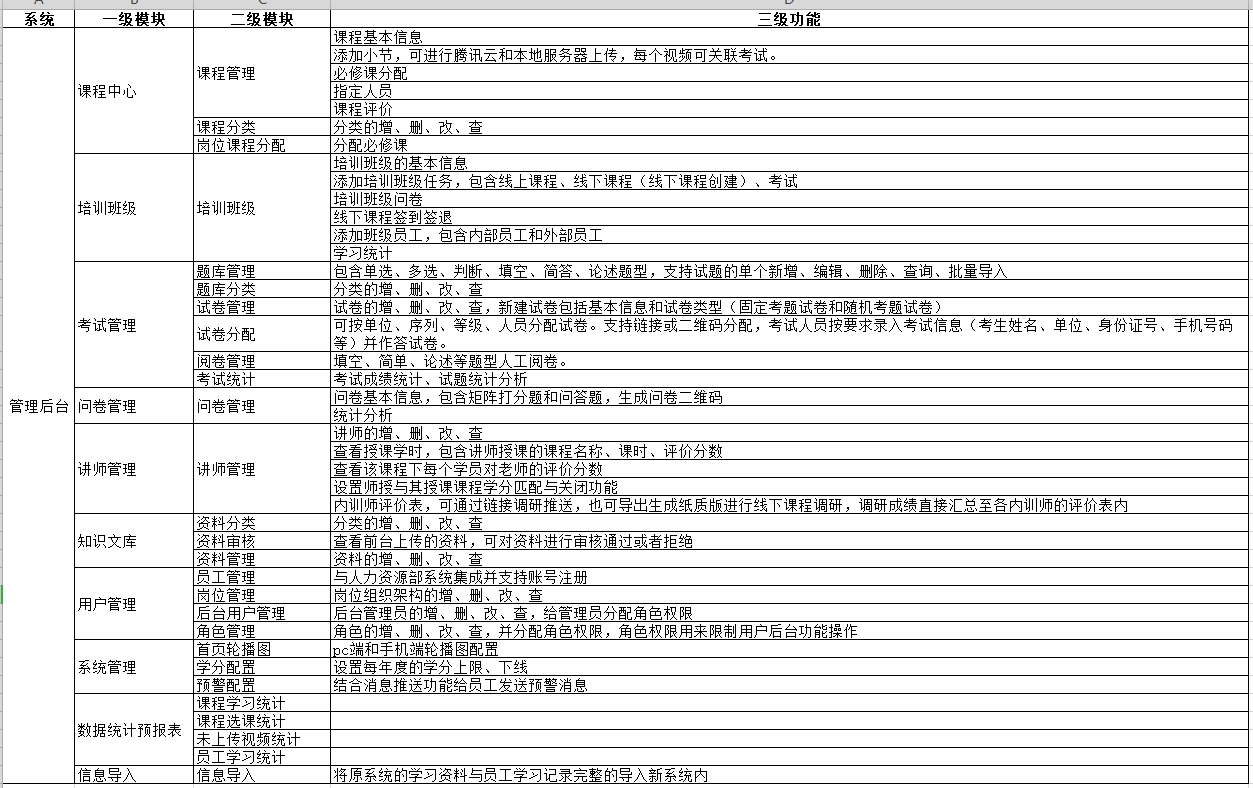 系统 一级模块 二级模块 三级功能
课程基本信息
添加小节，可进行腾讯云和本地服务器上传，每个视频可关联考试。
课程管理 必修课分配
课程中心 指定人员
课程评价
课程分类 分类的增、删、改、查
岗位课程分配 分配必修课
培训班级的基本信息
添加培训班级任务，包含线上课程、线下课程（线下课程创建）、考试
培训班级 培训班级 培训班级问卷
线下课程签到签退
添加班级员工，包含内部员工和外部员工
学习统计
题库管理 包含单选、多选、判断、填空、简答、论述题型，支持试题的单个新增、编辑、删除、查询、批量导入
题库分类 分类的增、删、改、查
试卷管理 试卷的增、删、改、查，新建试卷包括基本信息和试卷类型（固定考题试卷和随机考题试卷）
考试管理 试卷分配 可按单位、序列、等级、人员分配试卷。支持链接或二维码分配，考试人员按要求录入考试信息（考生姓名、单位、身份证号、手机号码
等）并作答试卷。
阅卷管理 填空、简单、论述等题型人工阅卷。
考试统计 考试成绩统计、试题统计分析
管理后台 问卷管理 问卷管理 问卷基本信息，包含矩阵打分题和问答题，生成问卷二维码
统计分析
讲师的增、删、改、查
查看授课学时，包含讲师授课的课程名称、课时、评价分数
讲师管理 讲师管理 查看该课程下每个学员对老师的评价分数
设置师授与其授课课程学分匹配与关闭功能
内训师评价表，可通过链接调研推送，也可导出生成纸质版进行线下课程调研，调研成绩直接汇总至各内训师的评价表内
资料分类 分类的增、删、改、查
知识文库 资料审核 查看前台上传的资料，可对资料进行审核通过或者拒绝
资料管理 资料的增、删、改、查
员工管理 与人力资源部系统集成并支持账号注册
用户管理 岗位管理 岗位组织架构的增、删、改、查
后台用户管理 后台管理员的增、删、改、查，给管理员分配角色权限
角色管理 角色的增、删、改、查，并分配角色权限，角色权限用来限制用户后台功能操作
首页轮播图 pc端和手机端轮播图配置
系统管理 学分配置 设置每年度的学分上限、下线
预警配置 结合消息推送功能给员工发送预警消息
课程学习统计
数据统计预报表 课程选课统计
未上传视频统计
员工学习统计
信息导入 信息导入 将原系统的学习资料与员工学习记录完整的导入新系统内